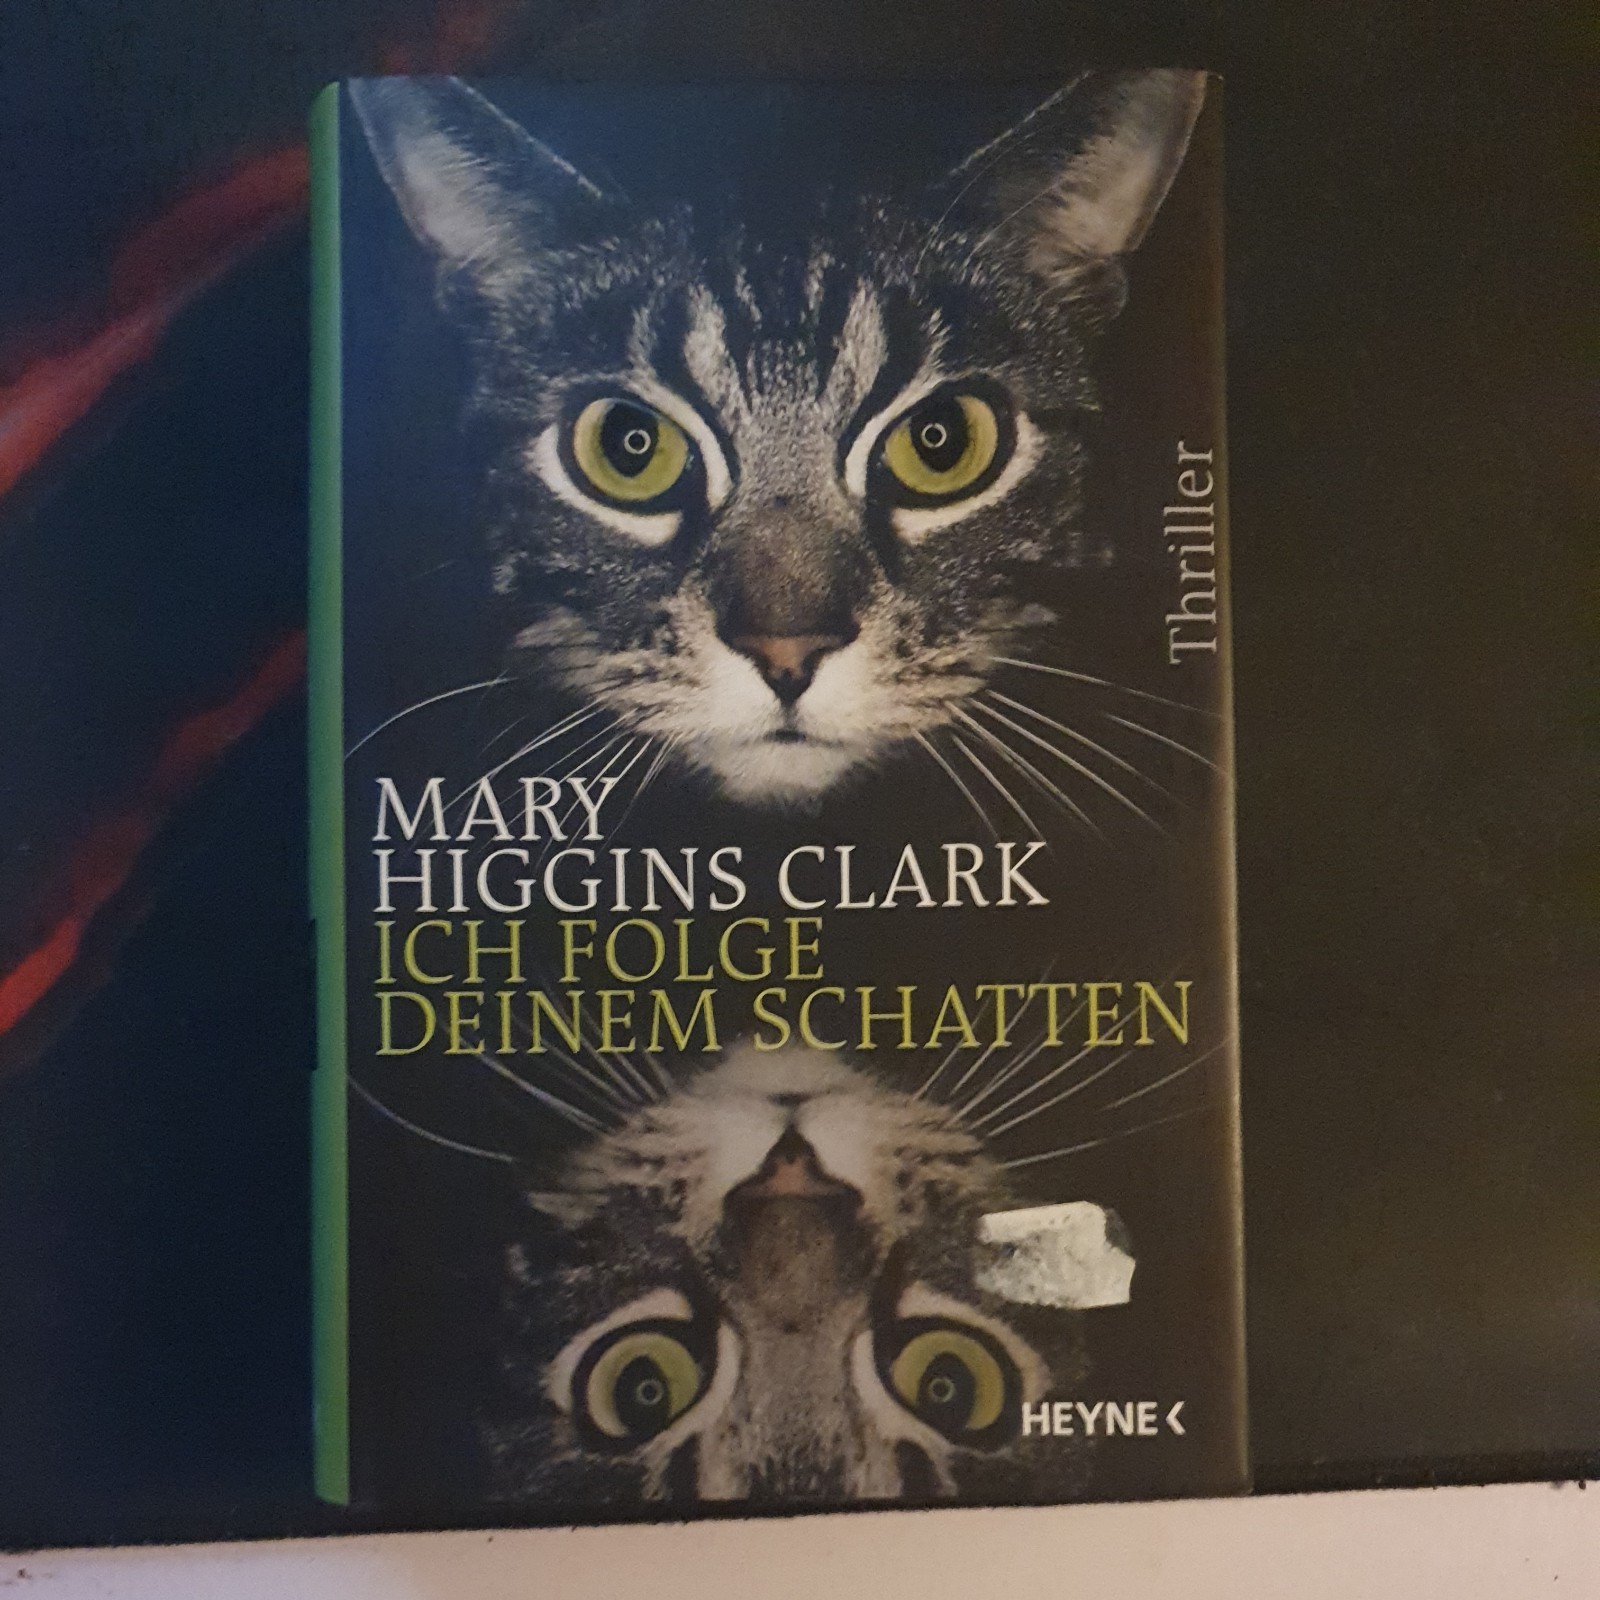 Thriller
MARY
HIGGINS CLARK
ICH FOLGE
DEINEM SCHATTEN
HEYNE<